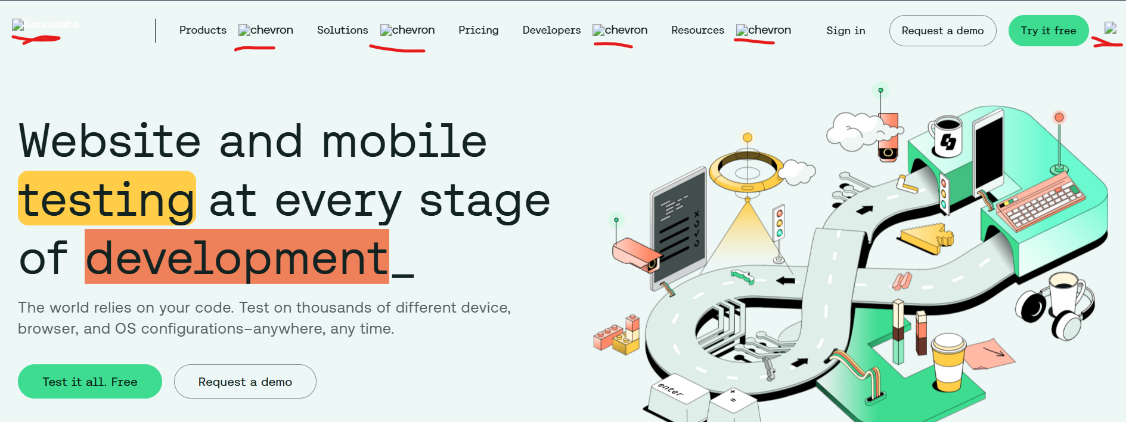 Saucelabs
Products chevron Solutions chevron Pricing Developers chevron Resources chevron Sign in Request a demo Try it free
Website and mobile
testing at every stage
of development_
The world relies on your code. Test on thousands of different device,
browser, and OS configurations–anywhere, any time.
Test it all. Free Request a demo
enter
+
=